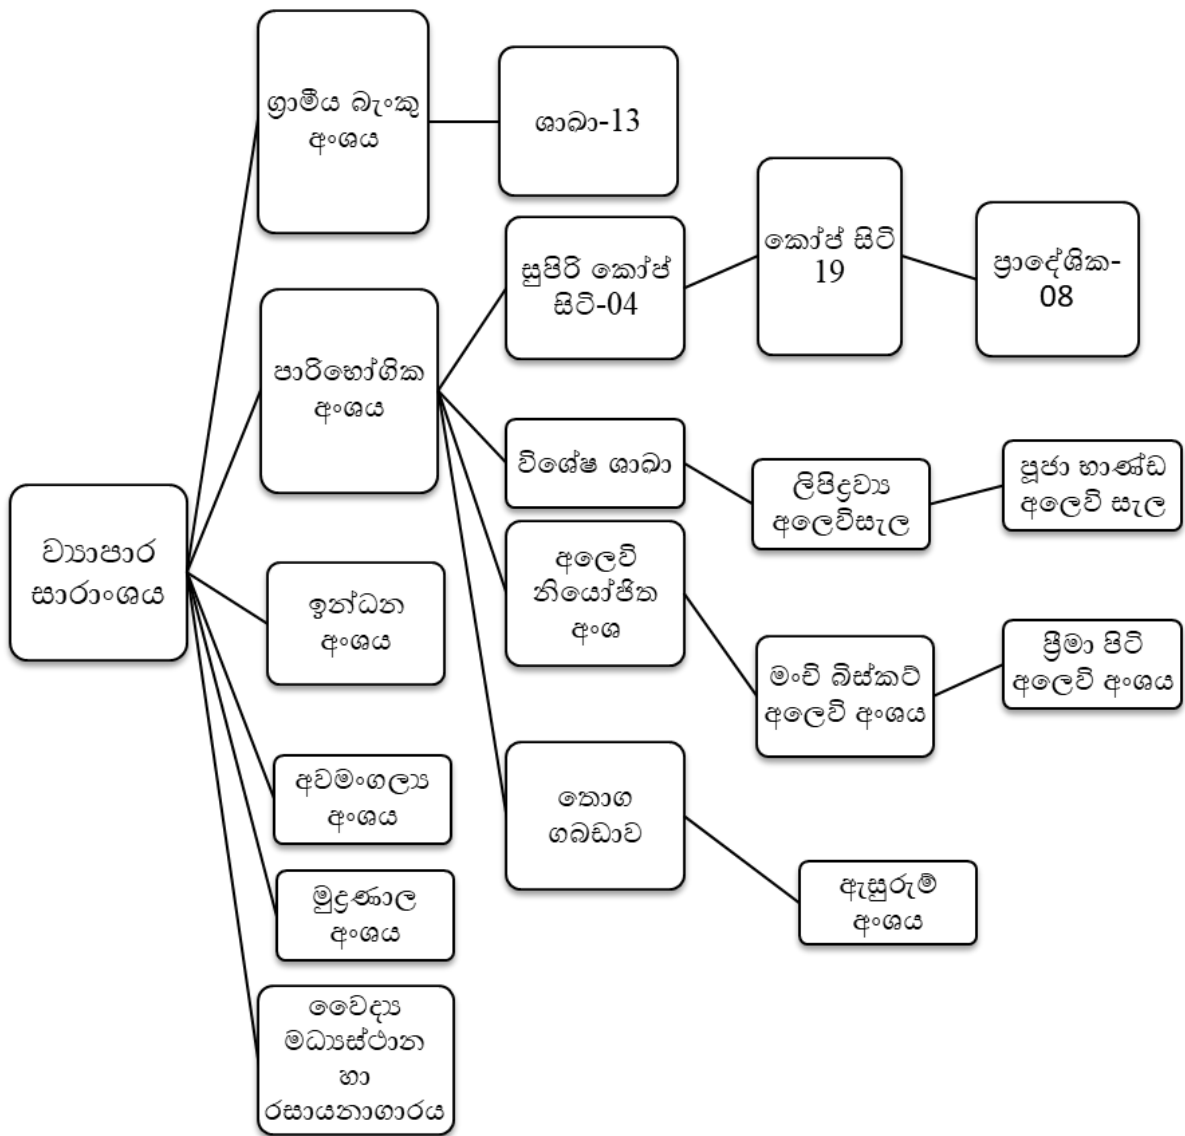 ව්‍යාපාර
සාරාංශය
ග්‍රාමීය බැංකු
අංශය
ශාඛා-13
පාරිභෝගික
අංශය
සුපිරි කෝප්
සිටි-04
කෝප් සිටි
19
ප්‍රාදේශික-
08
විශේෂ ශාඛා
ලිපිද්‍රව්‍ය
අලෙවිසැල
පූජා භාණ්ඩ
අලෙවි සැල
අලෙවි
නියෝජිත
අංශ
මංචි බිස්කට්
අලෙවි අංශය
ප්‍රීමා පිටි
අලෙවි අංශය
තොග
ගබඩාව
ඇසුරුම්
අංශය
ඉන්ධන
අංශය
අවමංගල්‍ය
අංශය
මුද්‍රණාල
අංශය
වෛද්‍ය
මධ්‍යස්ථාන
හා
රසායනාගාරය